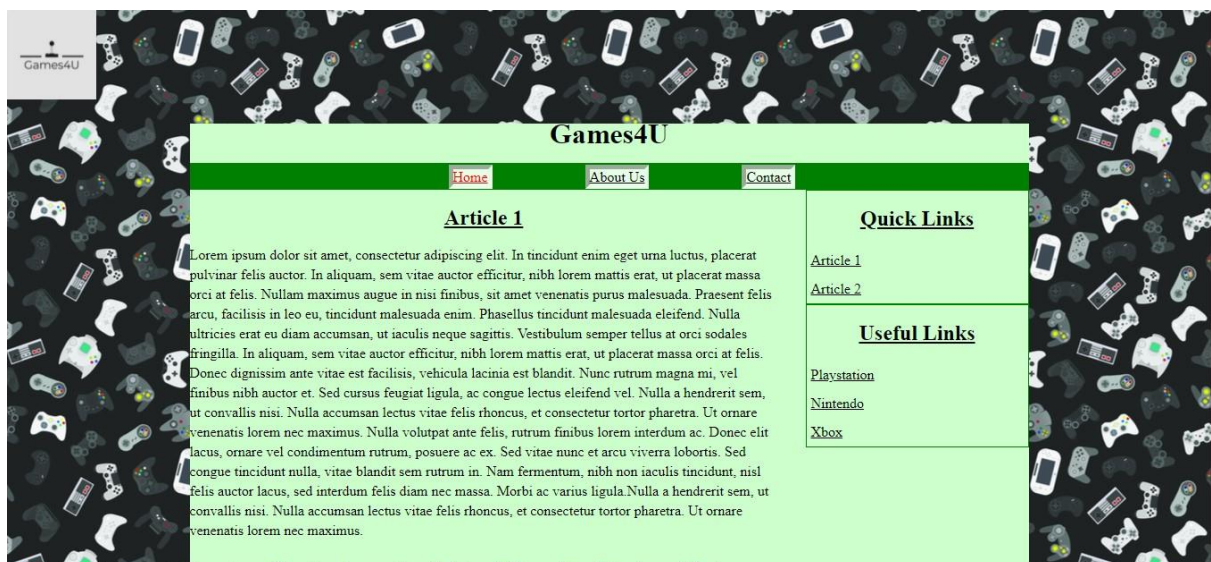 Games4U
Games4U
Home
About Us
Contact
Article 1
Lorem ipsum dolor sit amet, consectetur adipiscing elit. In tincidunt enim eget urna luctus, placerat
pulvinar felis auctor. In aliquam, sem vitae auctor efficitur, nibh lorem mattis erat, ut placerat massa
orci at felis. Nullam maximus augue in nisi finibus, sit amet venenatis purus malesuada. Praesent felis
arcu, facilisis in leo eu, tincidunt malesuada enim. Phasellus tincidunt malesuada eleifend. Nulla
ultricies erat eu diam accumsan, ut iaculis neque sagittis. Vestibulum semper tellus at orci sodales
fringilla. In aliquam, sem vitae auctor efficitur, nibh lorem mattis erat, ut placerat massa orci at felis.
Donec dignissim ante vitae est facilisis, vehicula lacinia est blandit. Nunc rutrum magna mi, vel
finibus nibh auctor et. Sed cursus feugiat ligula, ac congue lectus eleifend vel. Nulla a hendrerit sem,
ut convallis nisi. Nulla accumsan lectus vitae felis rhoncus, et consectetur tortor pharetra. Ut ornare
venenatis lorem nec maximus. Nulla volutpat ante felis, rutrum finibus lorem interdum ac. Donec elit
lacus, ornare vel condimentum rutrum, posuere ac ex. Sed vitae nunc et arcu viverra lobortis. Sed
congue tincidunt nulla, vitae blandit sem rutrum in. Nam fermentum, nibh non iaculis tincidunt, nisl
felis auctor lacus, sed interdum felis diam nec massa. Morbi ac varius ligula.Nulla a hendrerit sem, ut
convallis nisi. Nulla accumsan lectus vitae felis rhoncus, et consectetur tortor pharetra. Ut ornare
venenatis lorem nec maximus.
Quick Links
Article 1
Article 2
Useful Links
Playstation
Nintendo
Xbox